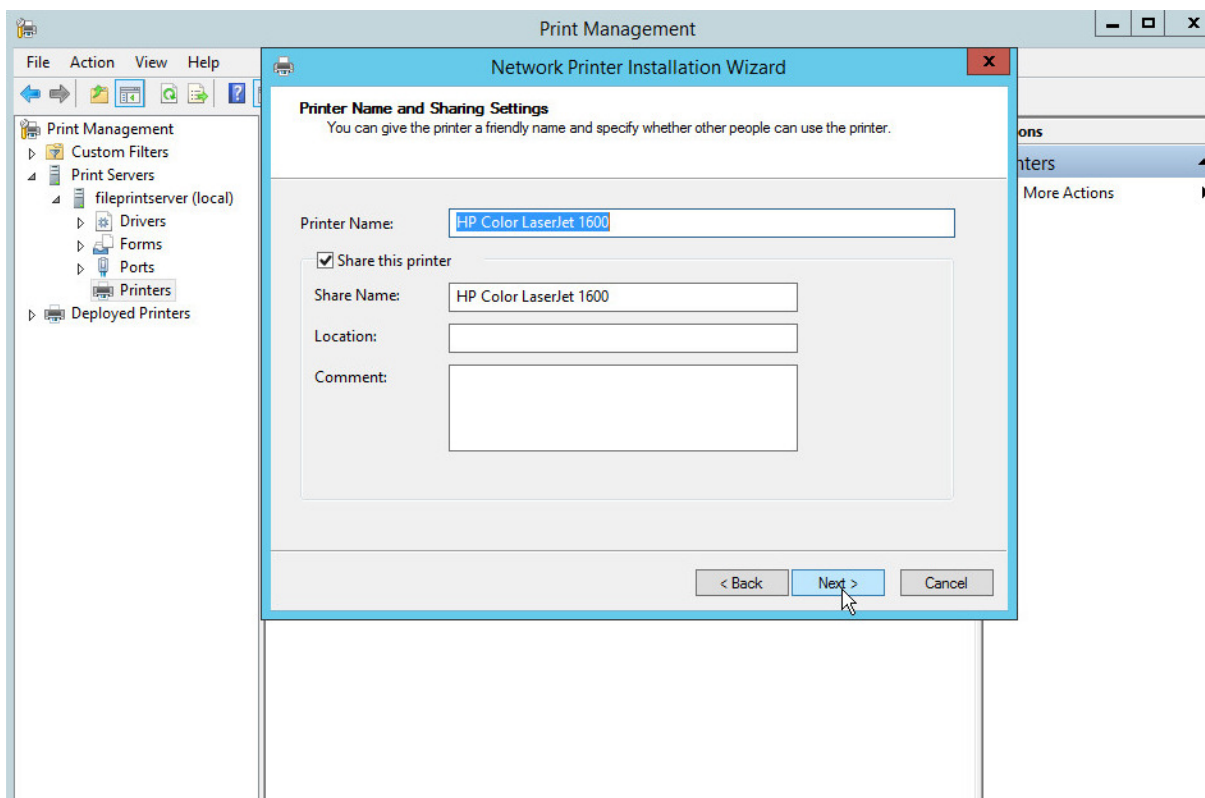 Print Management
File Action View Help
Network Printer Installation Wizard
Printer Name and Sharing Settings
You can give the printer a friendly name and specify whether other people can use the printer.
Print Management
Custom Filters
Print Servers
fileprintserver (local)
Drivers
Forms
Ports
Printers
Deployed Printers
Printer Name: HP Color LaserJet 1600
Share this printer
Share Name: HP Color LaserJet 1600
Location:
Comment:
< Back Next > Cancel
ons
nters
More Actions